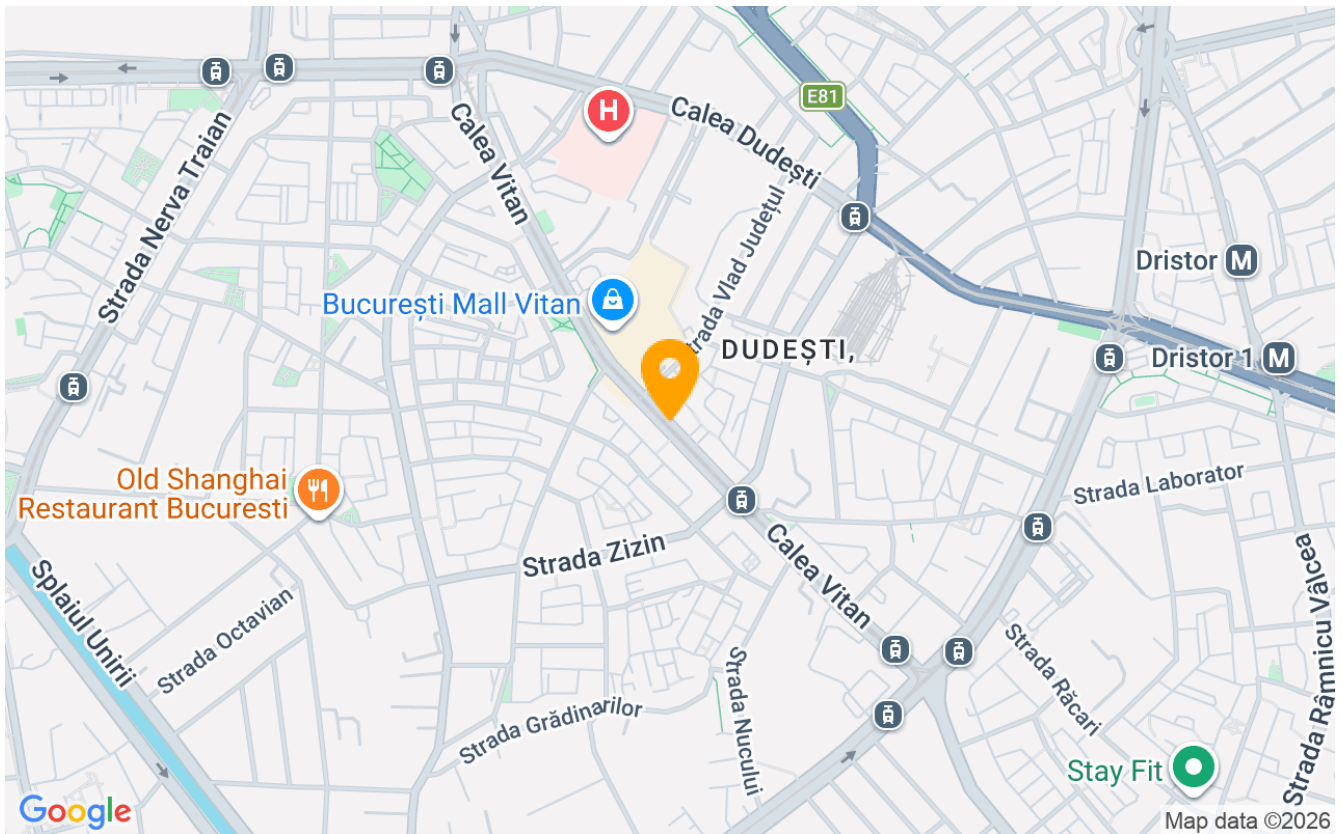 E81
Calea Dudești
Calea Vitan
H
Strada Nerva Traian
Strada Vlad Județul
Dristor M
București Mall Vitan
DUDEȘTI,
Dristor 1 M
Old Shanghai
Restaurant Bucuresti
Strada Laborator
Strada Zizin
Calea Vitan
Splaiul Unirii
Strada Octavian
Strada Râmnicu Vâlcea
Strada Răcari
Strada Nucului
Strada Grădinarilor
Stay Fit
Google
Map data ©2026